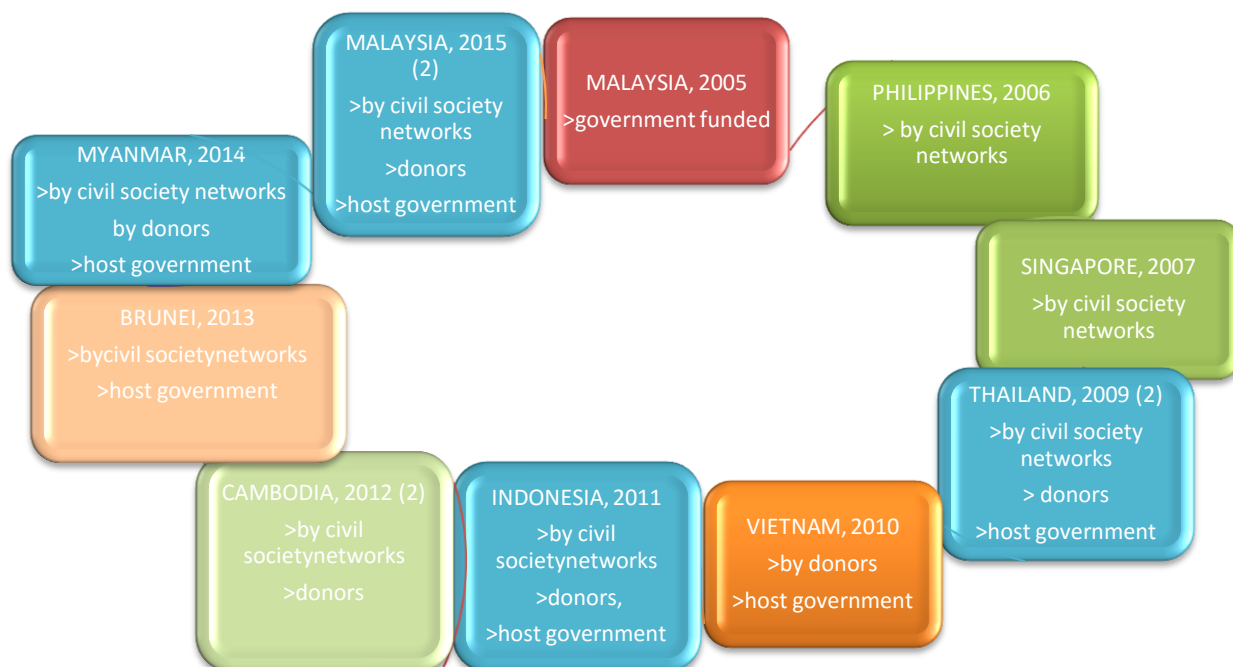 MALAYSIA, 2005
>government funded
PHILIPPINES, 2006
> by civil society
networks
SINGAPORE, 2007
>by civil society
networks
THAILAND, 2009 (2)
>by civil society
networks
> donors
>host government
VIETNAM, 2010
>by donors
>host government
INDONESIA, 2011
>by civil
societynetworks
>donors,
>host government
CAMBODIA, 2012 (2)
>by civil
societynetworks
>donors
BRUNEI, 2013
>bycivil societynetworks
>host government
MYANMAR, 2014
>by civil society networks
by donors
>host government
MALAYSIA, 2015
(2)
>by civil society
networks
>donors
>host government